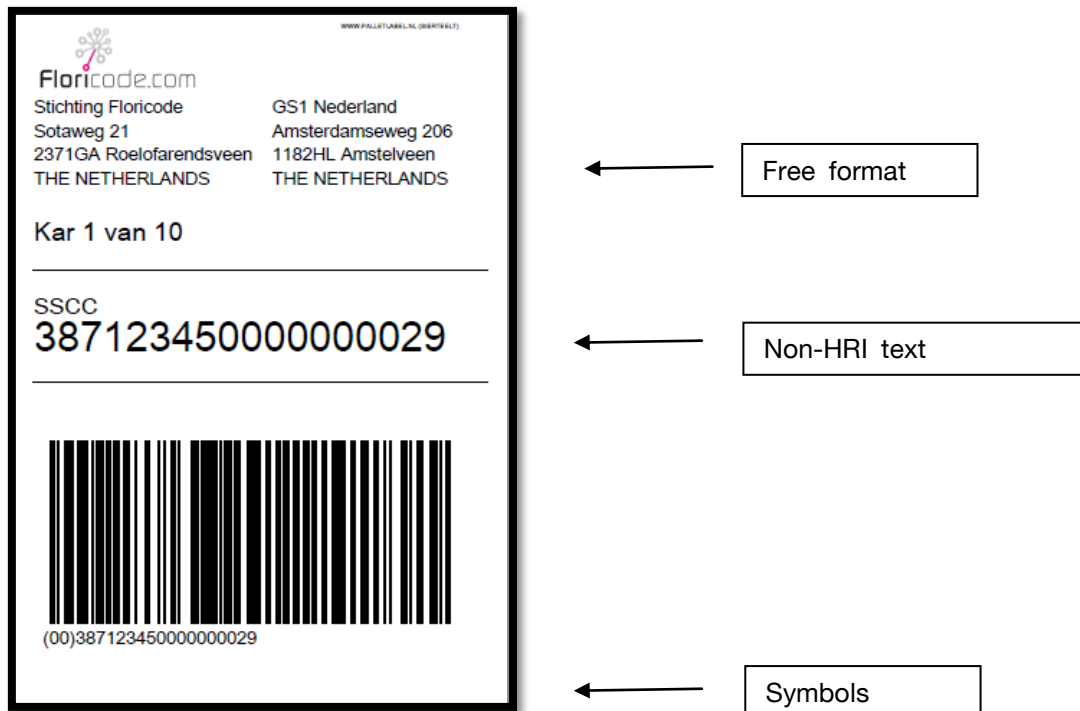 WWW.PALLETLABEL.NL (SIERTEELT)
Floricode.com
Stichting Floricode
Sotaweg 21
2371GA Roelofarendsveen
THE NETHERLANDS
GS1 Nederland
Amsterdamseweg 206
1182HL Amstelveen
THE NETHERLANDS
Kar 1 van 10
SSCC
387123450000000029
(00)387123450000000029
Free format
Non-HRI text
Symbols